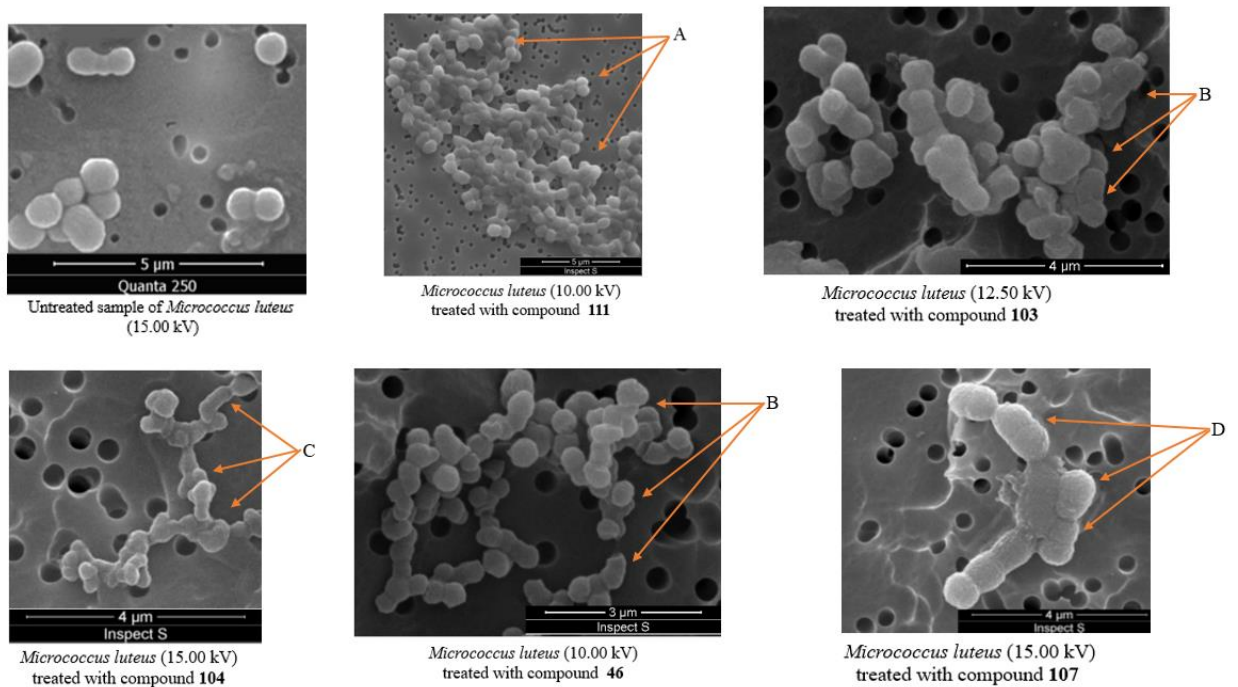 5 µm
Quanta 250
Untreated sample of Micrococcus luteus
(15.00 kV)
A
5 µm
Inspect S
Micrococcus luteus (10.00 kV)
treated with compound 111
B
4 µm
Micrococcus luteus (12.50 kV)
treated with compound 103
C
4 µm
Inspect S
Micrococcus luteus (15.00 kV)
treated with compound 104
B
3 µm
Inspect S
Micrococcus luteus (10.00 kV)
treated with compound 46
D
4 µm
Inspect S
Micrococcus luteus (15.00 kV)
treated with compound 107